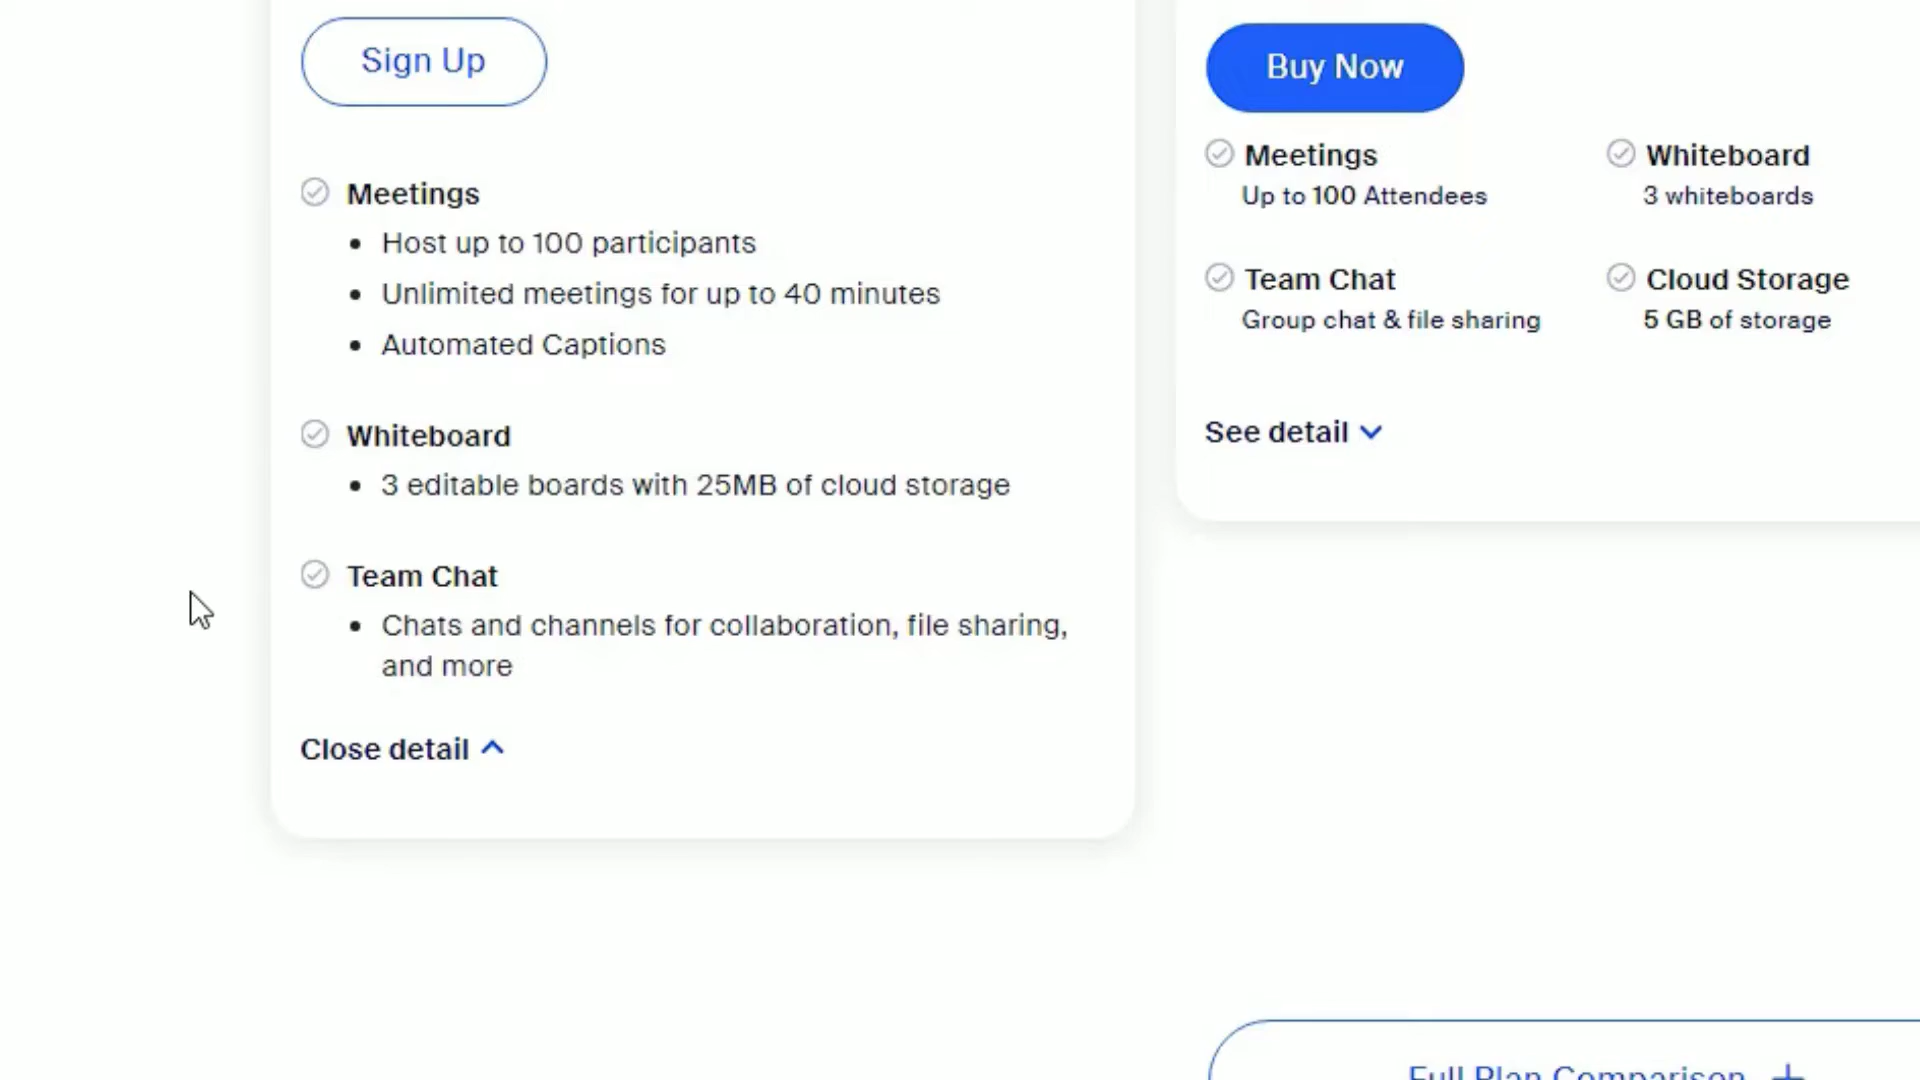 Sign Up
Meetings
• Host up to 100 participants
• Unlimited meetings for up to 40 minutes
• Automated Captions
Whiteboard
• 3 editable boards with 25MB of cloud storage
Team Chat
• Chats and channels for collaboration, file sharing,
and more
Close detail
Buy Now
Meetings
Up to 100 Attendees
Whiteboard
3 whiteboards
Team Chat
Group chat & file sharing
Cloud Storage
5 GB of storage
See detail
Full Plan Comparison +